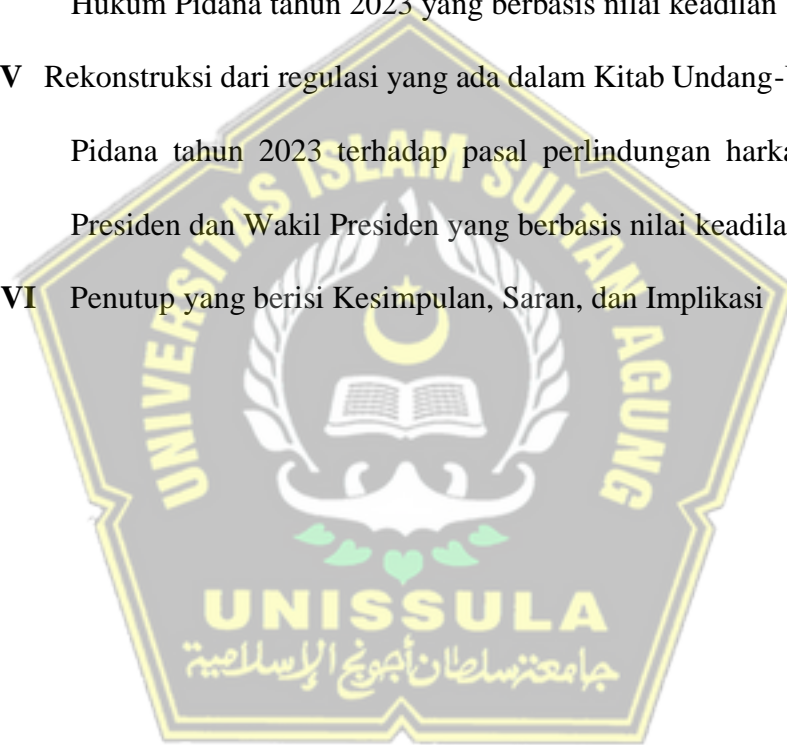 Hukum Pidana tahun 2023 yang berbasis nilai keadilan
V Rekonstruksi dari regulasi yang ada dalam Kitab Undang-
Pidana tahun 2023 terhadap pasal perlindungan
Presiden dan Wakil Presiden yang berbasis nilai
VI Penutup yang berisi Kesimpulan, Saran, dan Implikasi
UNIVERSITAS ISLAM SULTAN AGUNG
UNISSULA
جامعة سلطان أجونج الإسلامية